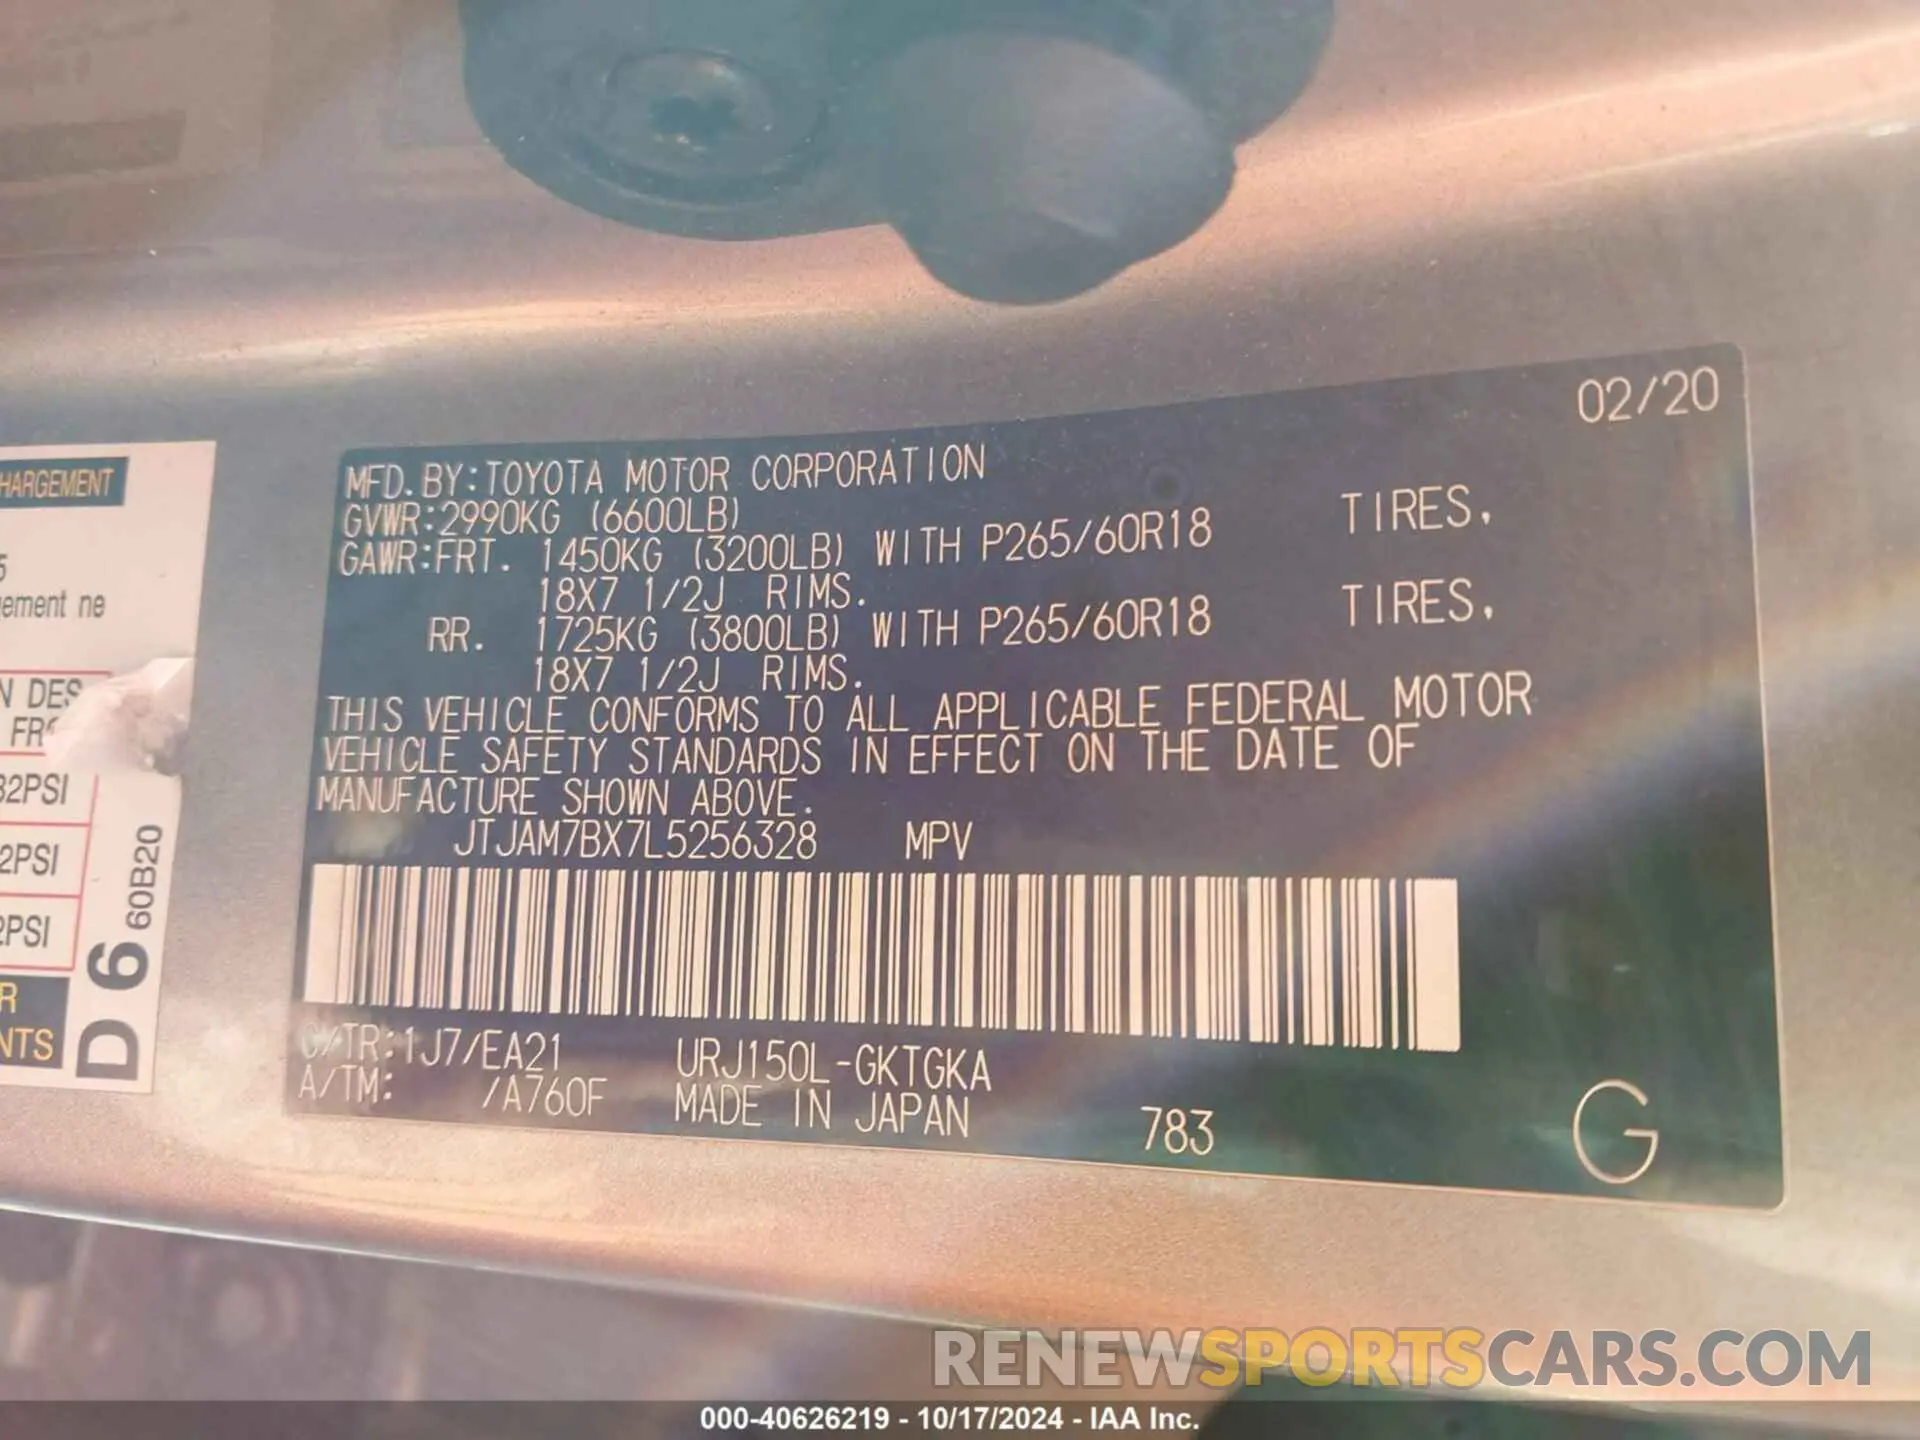 HARGEMENT
5
ement ne
N DES
FR
32PSI
2PSI
2PSI
R
NTS
D 6 60B20
02/20
MFD.BY:TOYOTA MOTOR CORPORATION
GVWR:2990KG (6600LB)
GAWR:FRT. 1450KG (3200LB) WITH P265/60R18 TIRES,
18X7 1/2J RIMS.
RR. 1725KG (3800LB) WITH P265/60R18 TIRES,
18X7 1/2J RIMS.
THIS VEHICLE CONFORMS TO ALL APPLICABLE FEDERAL MOTOR
VEHICLE SAFETY STANDARDS IN EFFECT ON THE DATE OF
MANUFACTURE SHOWN ABOVE.
JTJAM7BX7L5256328 MPV
C/TR:1J7/EA21 URJ150L-GKTGKA
A/TM: /A760F MADE IN JAPAN 783 G
RENEWSPORTSCARS.COM
000-40626219 - 10/17/2024 - IAA Inc.